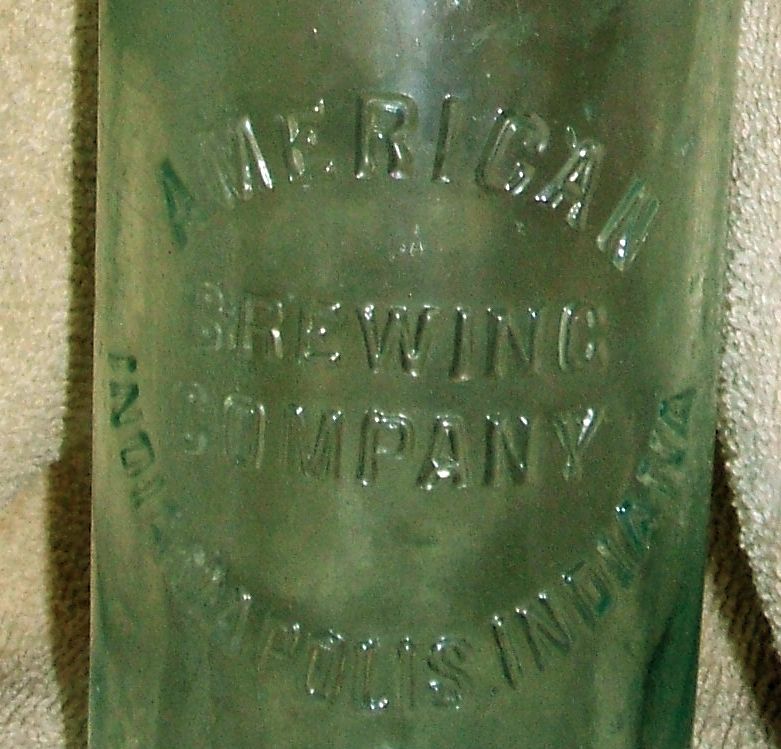 AMERICAN
BREWING
COMPANY
INDIANAPOLIS INDIANA